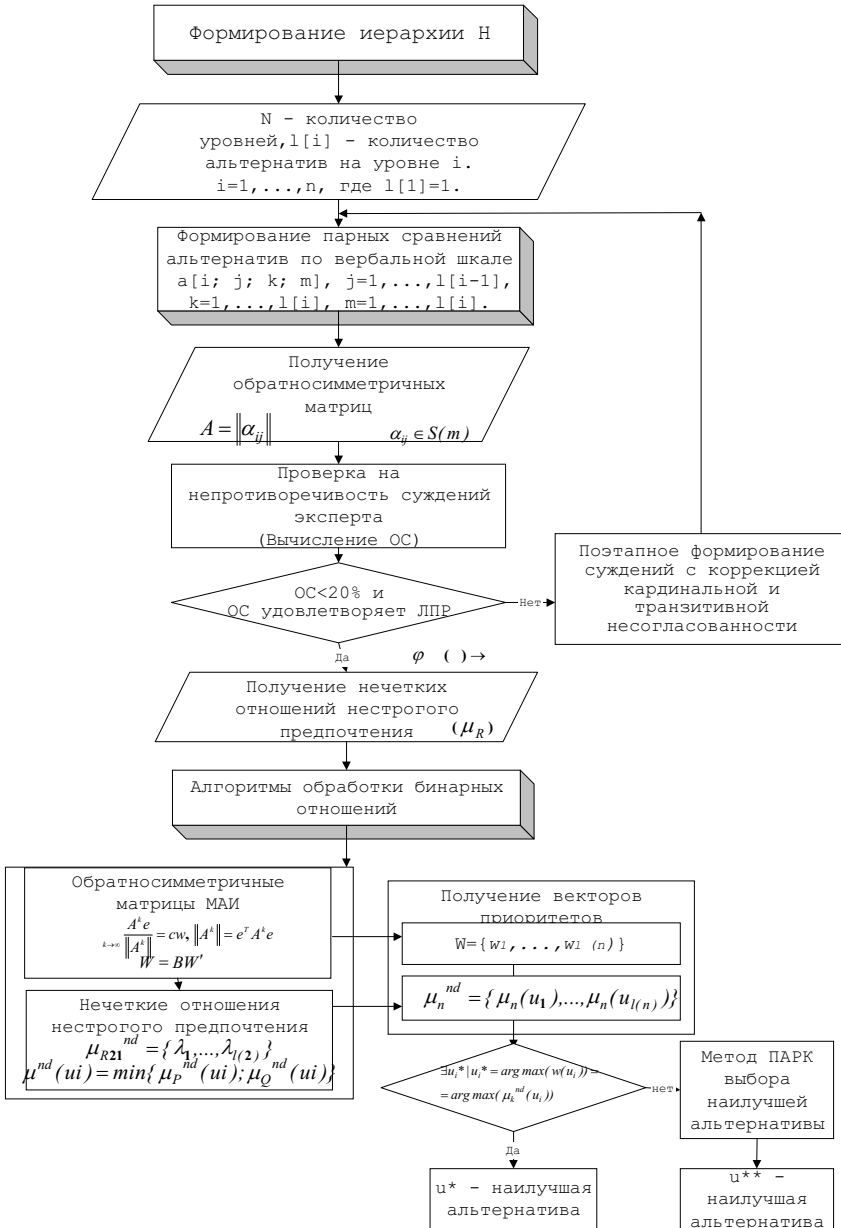 Формирование иерархии Н
N - количество
уровней,l[i] - количество
альтернатив на уровне i.
i=1,...,n, где l[1]=1.
Формирование парных сравнений
альтернатив по вербальной шкале
a[i; j; k; m], j=1,...,l[i-1],
k=1,...,l[i], m=1,...,l[i].
Получение
обратносимметричных
матриц
A = ‖α_ij‖ α_ij ∈ S(m)
Проверка на
непротиворечивость суждений
эксперта
(Вычисление ОС)
ОС<20% и
ОС удовлетворяет ЛПР
Нет
Поэтапное формирование
суждений с коррекцией
кардинальной и
транзитивной
несогласованности
Да
φ ( ) →
Получение нечетких
отношений нестрогого
предпочтения (μ_R)
Алгоритмы обработки бинарных
отношений
Обратносимметричные
матрицы МАИ
k→∞ A^k e / ‖A^k‖ = cw, ‖A^k‖ = e^T A^k e
W = BW'
Нечеткие отношения
нестрогого предпочтения
μ_R21^nd = {λ_1,...,λ_l(2)}
μ^nd(ui) = min{μ_P^nd(ui); μ_Q^nd(ui)}
Получение векторов
приоритетов
W={w1,...,w1 (n)}
μ_n^nd = {μ_n(u_1),...,μ_n(u_l(n))}
∃u_i* | u_i* = arg max(w(u_i)) =
= arg max(μ_k^nd(u_i))
нет
Метод ПАРК
выбора
наилучшей
альтернативы
Да
u* - наилучшая
альтернатива
u** -
наилучшая
альтернатива